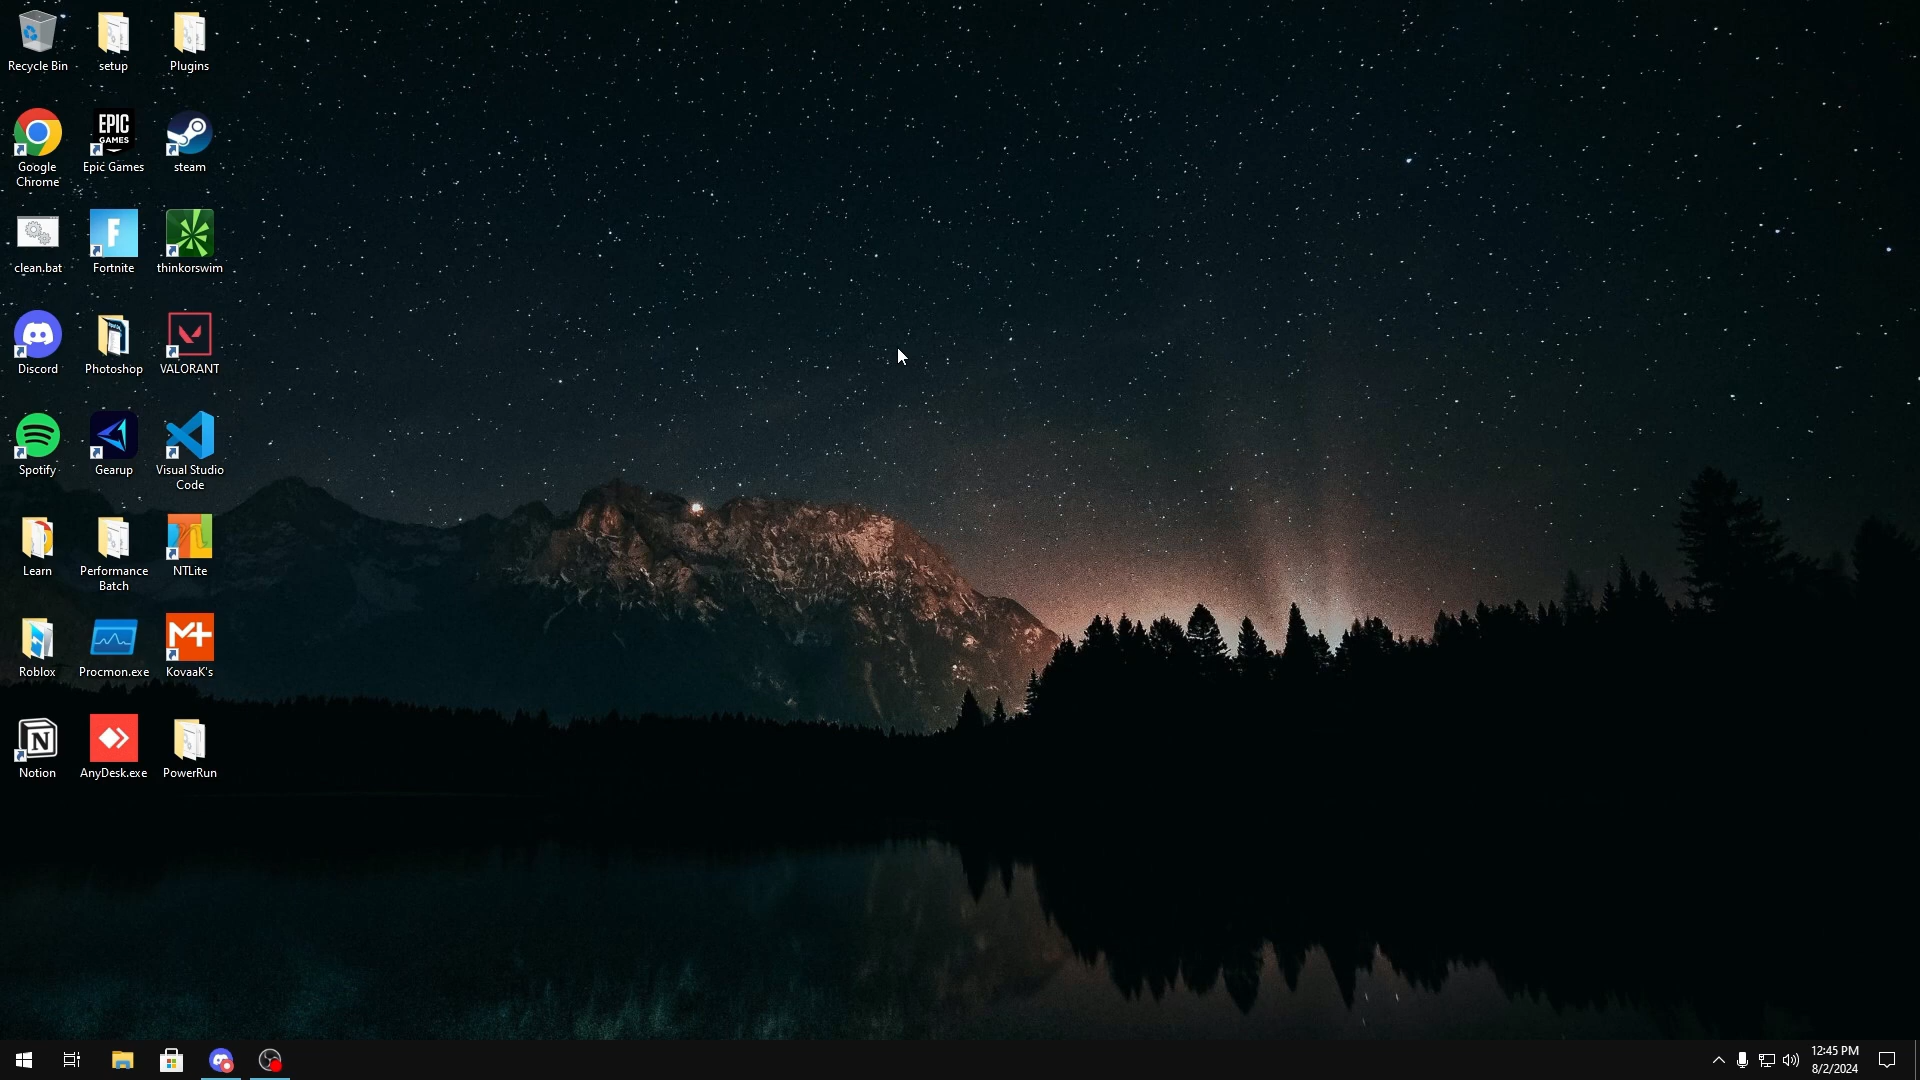 Recycle Bin
setup
Plugins
Google
Chrome
EPIC
GAMES
Epic Games
steam
clean.bat
F
Fortnite
thinkorswim
Discord
Photoshop
VALORANT
Spotify
Gearup
Visual Studio
Code
Learn
Performance
Batch
NTLite
Roblox
Procmon.exe
KovaaK's
N
Notion
AnyDesk.exe
PowerRun
12:45 PM
8/2/2024